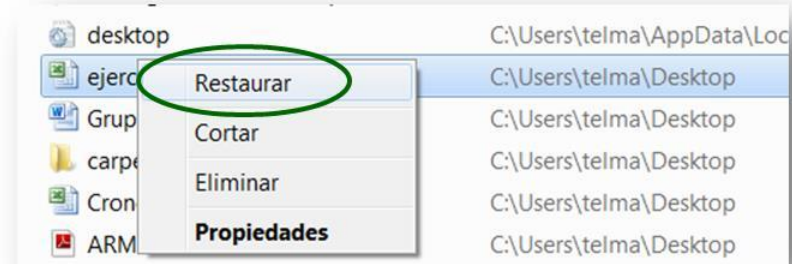 desktop C:\Users\telma\AppData\Loc
ejerc C:\Users\telma\Desktop
Restaurar
Grup C:\Users\telma\Desktop
Cortar
carpe C:\Users\telma\Desktop
Eliminar
Cron C:\Users\telma\Desktop
Propiedades
ARM C:\Users\telma\Desktop